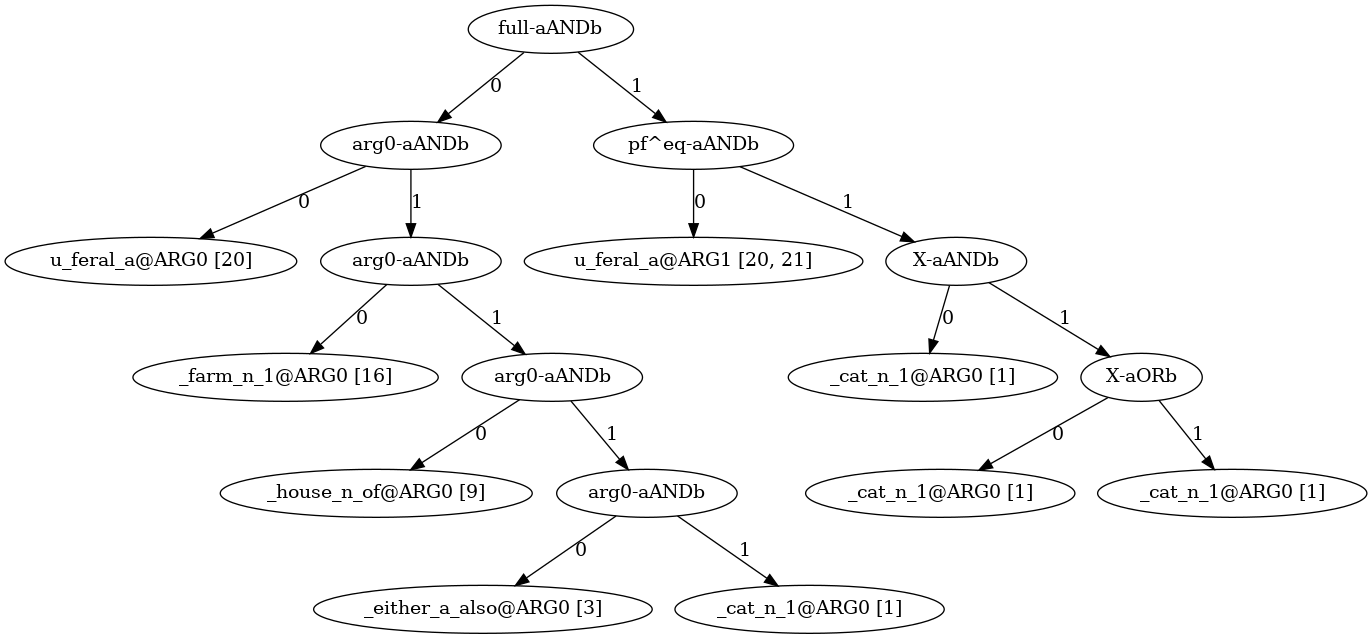 full-aANDb
0
1
arg0-aANDb
pf^eq-aANDb
0
1
0
1
u_feral_a@ARG0 [20]
arg0-aANDb
u_feral_a@ARG1 [20, 21]
X-aANDb
0
1
0
1
_farm_n_1@ARG0 [16]
arg0-aANDb
_cat_n_1@ARG0 [1]
X-aORb
0
1
0
1
_house_n_of@ARG0 [9]
arg0-aANDb
_cat_n_1@ARG0 [1]
_cat_n_1@ARG0 [1]
0
1
_either_a_also@ARG0 [3]
_cat_n_1@ARG0 [1]